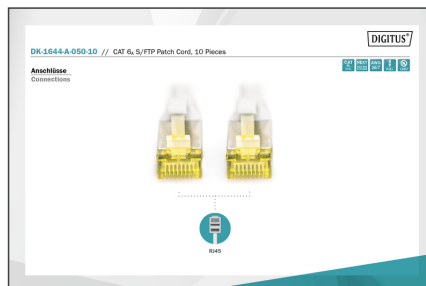 DIGITUS®
DK-1644-A-050-10 // CAT 6A S/FTP Patch Cord, 10 Pieces
Anschlüsse
Connections
RJ45